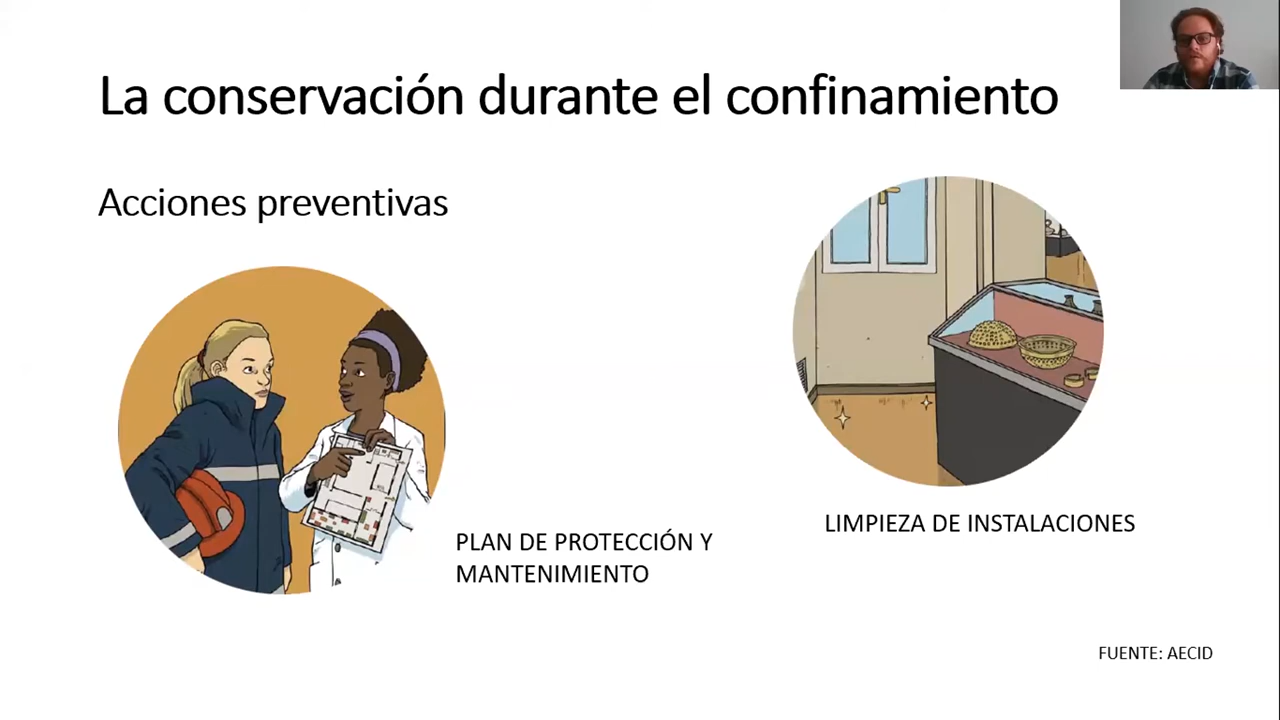 La conservación durante el confinamiento
Acciones preventivas
PLAN DE PROTECCIÓN Y
MANTENIMIENTO
LIMPIEZA DE INSTALACIONES
FUENTE: AECID